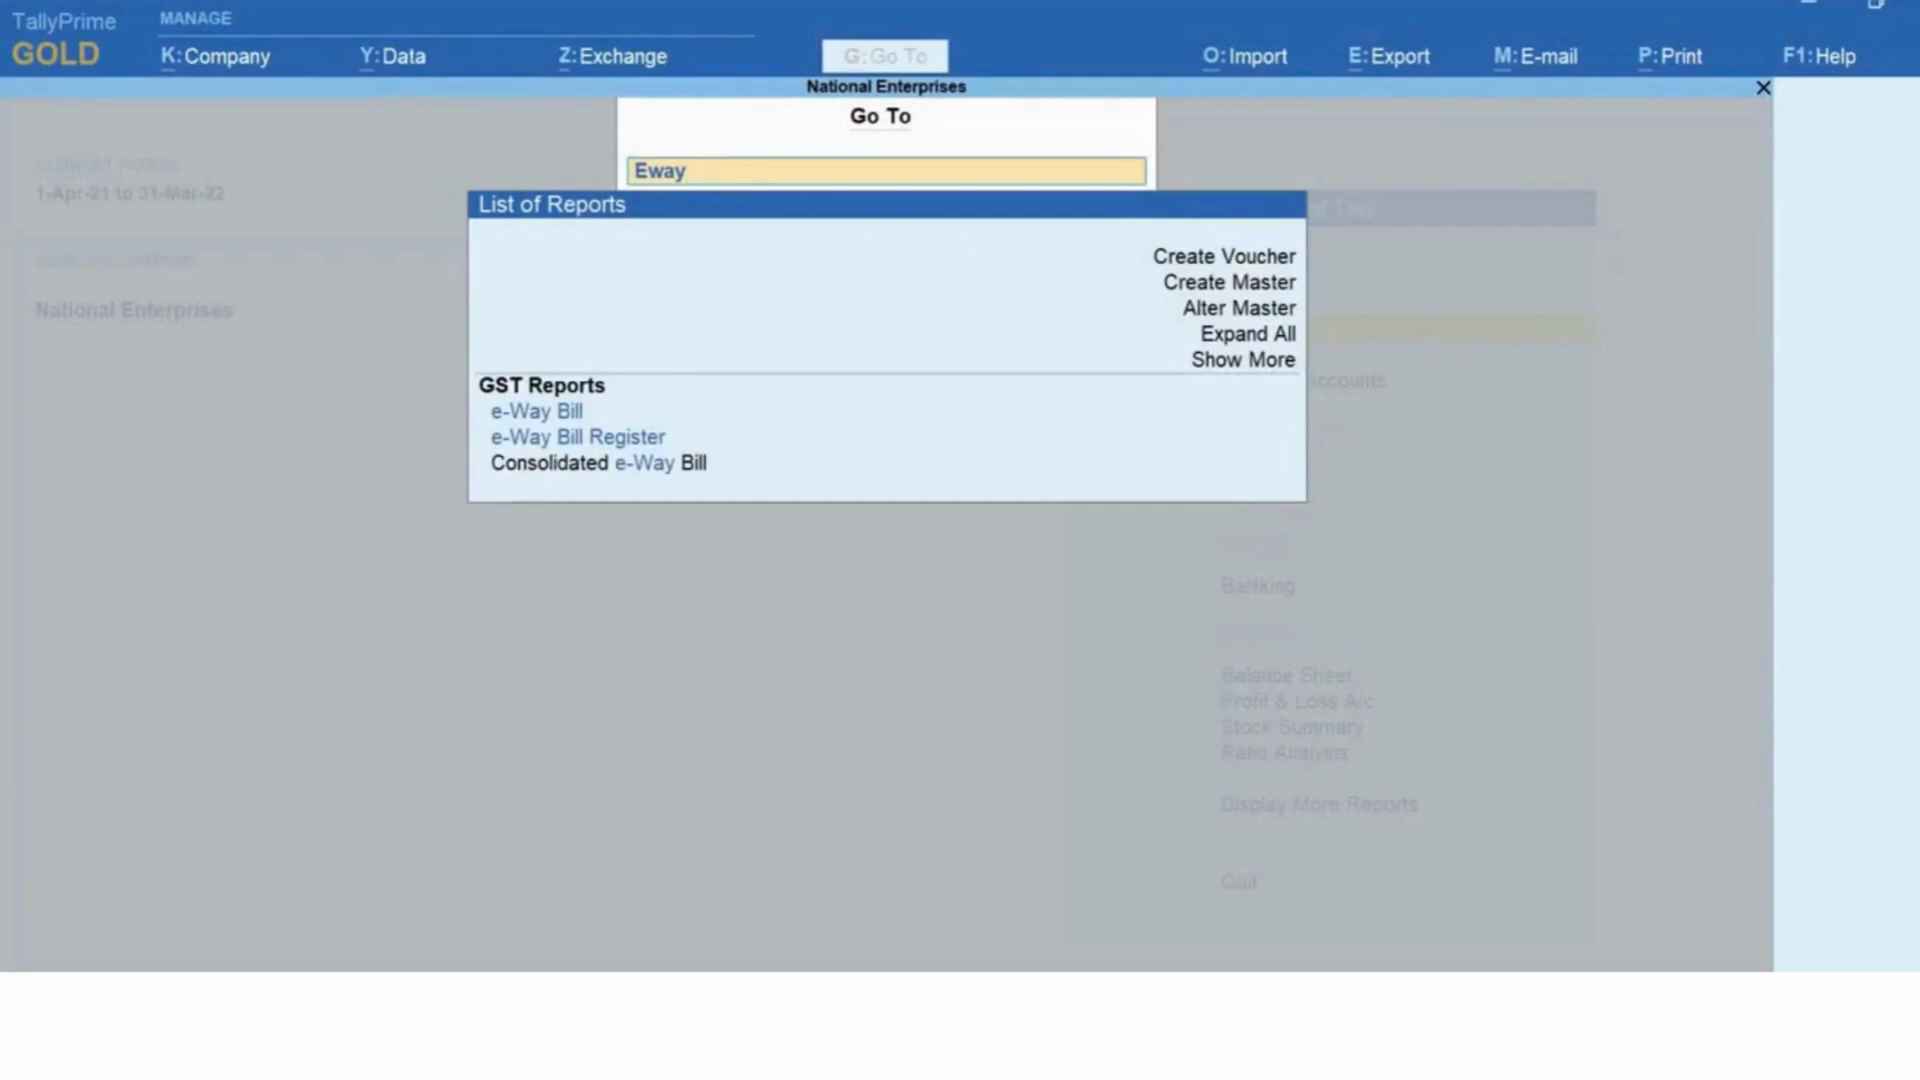 TallyPrime
GOLD
MANAGE
K:Company
Y:Data
Z:Exchange
G:Go To
O:Import
E:Export
M:E-mail
P:Print
F1:Help
National Enterprises
Go To
Eway
CURRENT PERIOD
1-Apr-21 to 31-Mar-22
National Enterprises
List of Reports
Create Voucher
Create Master
Alter Master
Expand All
Show More
GST Reports
e-Way Bill
e-Way Bill Register
Consolidated e-Way Bill
Accounts
Banking
Balance Sheet
Profit & Loss A/c
Stock Summary
Ratio Analysis
Display More Reports
Quit